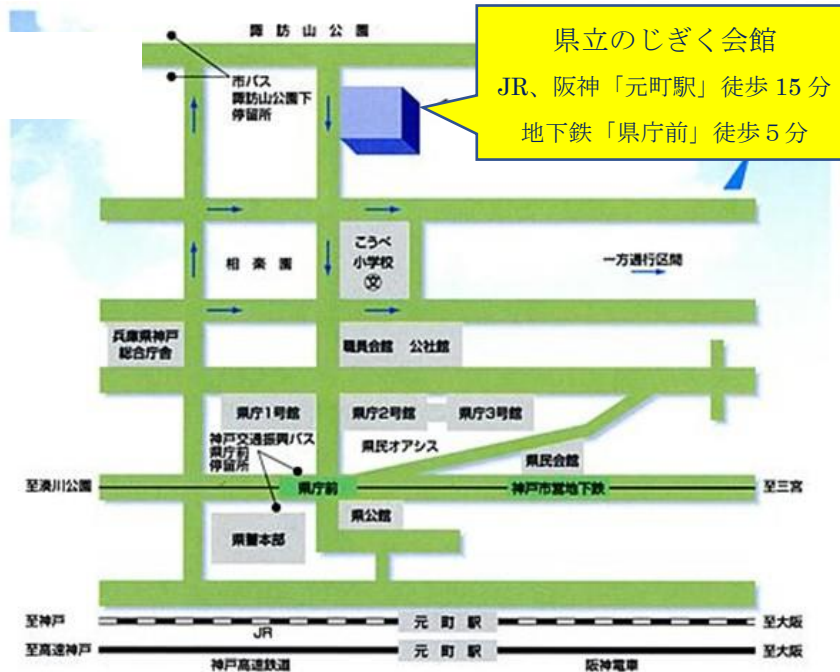 諏訪山公園
県立のじぎく会館
JR、阪神「元町駅」徒歩 15 分
地下鉄「県庁前」徒歩 5 分
市バス
諏訪山公園下
停留所
こうべ
小学校
文
相楽園
一方通行区間
兵庫県神戸
総合庁舎
職員会館 公社館
県庁1号館
県庁2号館
県庁3号館
神戸交通振興バス
県庁前
停留所
県民オアシス
県民会館
至湊川公園
県庁前
神戸市営地下鉄
至三宮
県公館
県警本部
至神戸
JR
元町駅
至大阪
至高速神戸
神戸高速鉄道
元町駅
阪神電車
至大阪